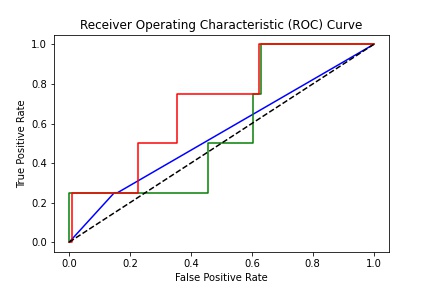 Receiver Operating Characteristic (ROC) Curve
True Positive Rate
1.0
0.8
0.6
0.4
0.2
0.0
0.0 0.2 0.4 0.6 0.8 1.0
False Positive Rate